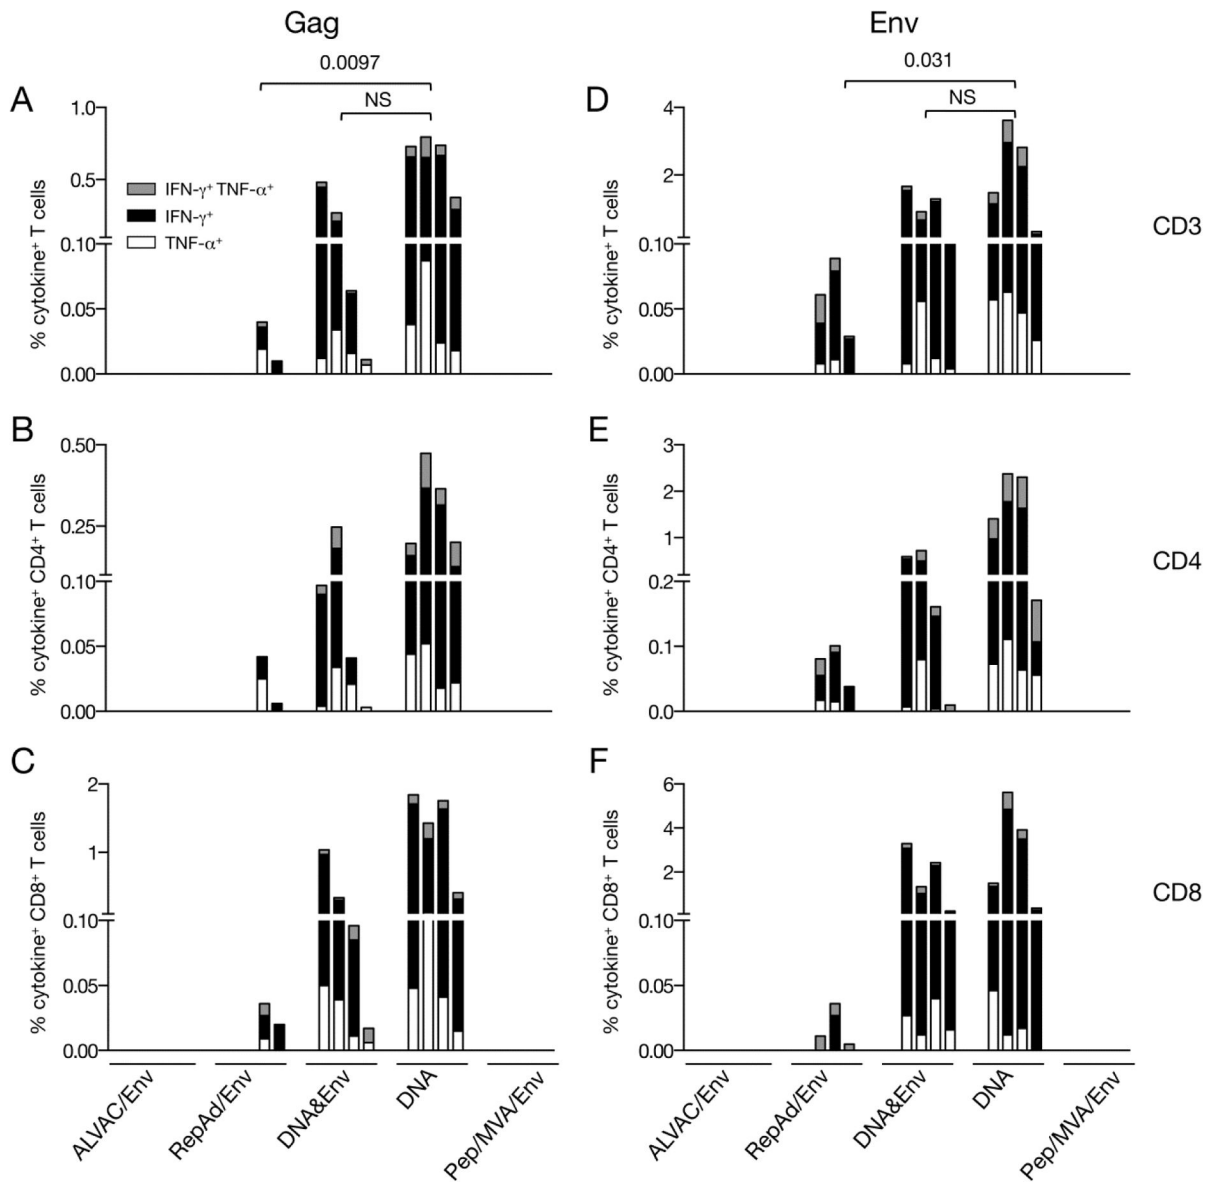 Gag
Env
0.0097
NS
0.031
NS
A
% cytokine⁺ T cells
1.0
0.5
0.10
0.05
0.00
IFN-γ⁺ TNF-α⁺
IFN-γ⁺
TNF-α⁺
D
% cytokine⁺ T cells
4
2
0.10
0.05
0.00
CD3
B
% cytokine⁺ CD4⁺ T cells
0.50
0.25
0.10
0.05
0.00
E
% cytokine⁺ CD4⁺ T cells
3
2
1
0.2
0.1
0.0
CD4
C
% cytokine⁺ CD8⁺ T cells
2
1
0.10
0.05
0.00
F
% cytokine⁺ CD8⁺ T cells
6
4
2
0.10
0.05
0.00
CD8
ALVAC/Env
RepAd/Env
DNA&Env
DNA
Pep/MVA/Env
ALVAC/Env
RepAd/Env
DNA&Env
DNA
Pep/MVA/Env